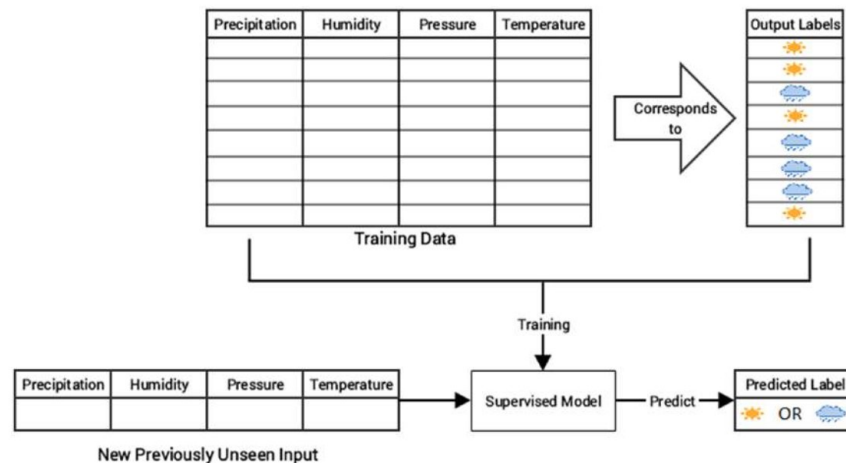 Precipitation Humidity Pressure Temperature
Output Labels
Corresponds
to
Training Data
Training
Precipitation Humidity Pressure Temperature
Supervised Model
Predict
Predicted Label
OR
New Previously Unseen Input